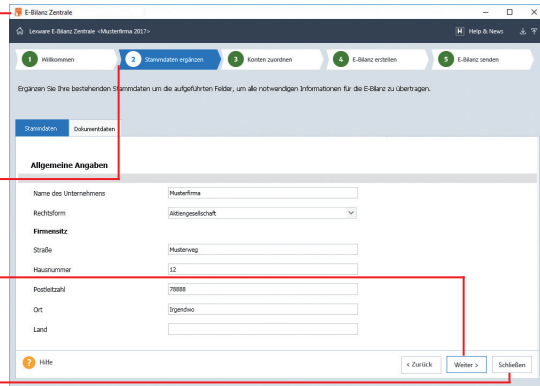 E-Bilanz Zentrale
Lexware E-Bilanz Zentrale <Musterfirma 2017> H Help & News
1 Willkommen 2 Stammdaten ergänzen 3 Konten zuordnen 4 E-Bilanz erstellen 5 E-Bilanz senden
Ergänzen Sie Ihre bestehenden Stammdaten um die aufgeführten Felder, um alle notwendigen Informationen für die E-Bilanz zu übertragen.
Stammdaten Dokumentdaten
Allgemeine Angaben
Name des Unternehmens Musterfirma
Rechtsform Aktiengesellschaft
Firmensitz
Straße Musterweg
Hausnummer 12
Postleitzahl 78888
Ort Irgendwo
Land
? Hilfe < Zurück Weiter > Schließen